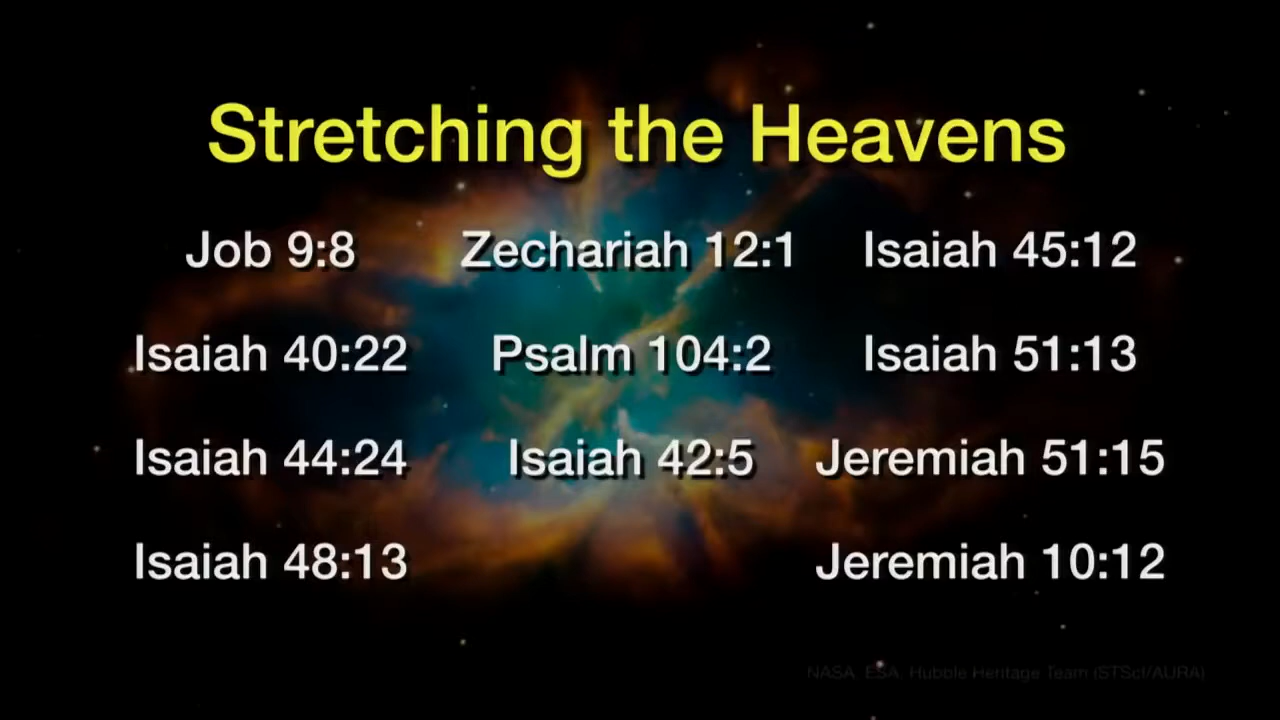 Stretching the Heavens
Job 9:8 Zechariah 12:1 Isaiah 45:12
Isaiah 40:22 Psalm 104:2 Isaiah 51:13
Isaiah 44:24 Isaiah 42:5 Jeremiah 51:15
Isaiah 48:13 Jeremiah 10:12
NASA, ESA, Hubble Heritage Team (STScI/AURA)